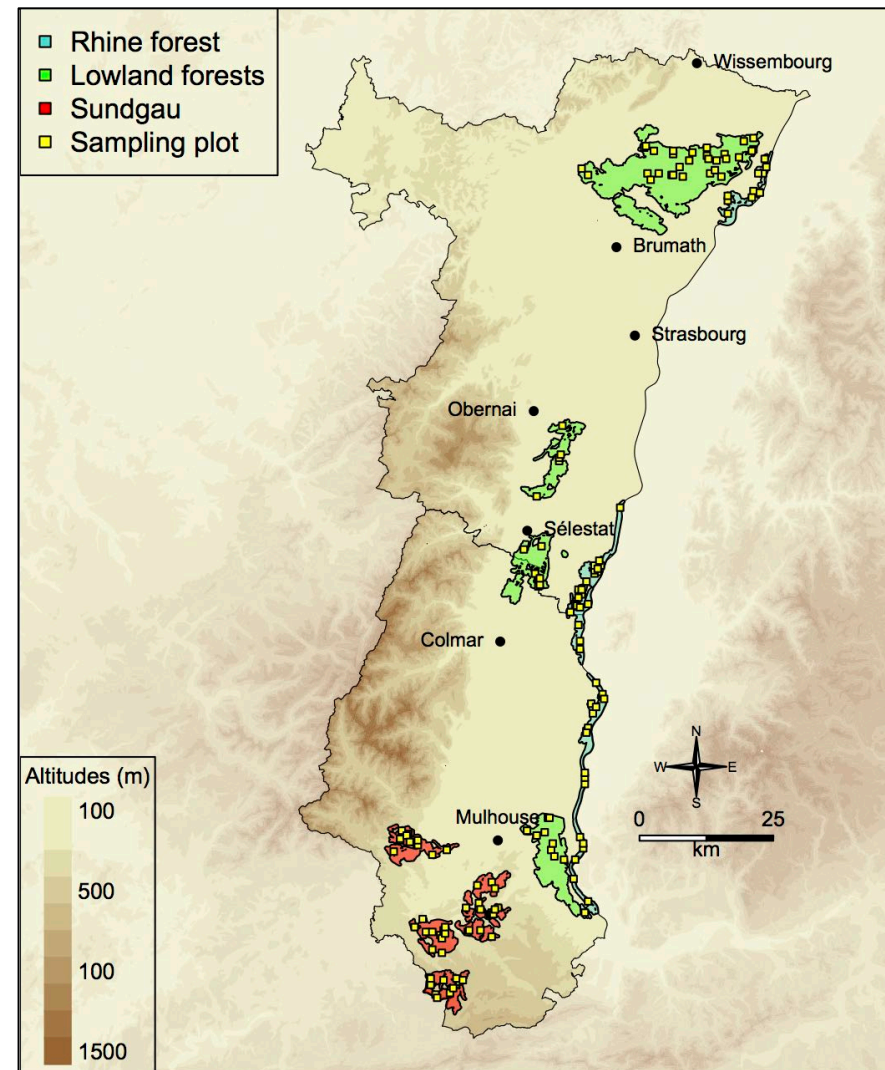 Rhine forest
Lowland forests
Sundgau
Sampling plot
Wissembourg
Brumath
Strasbourg
Obernai
Sélestat
Colmar
N
W E
S
Altitudes (m)
100
500
100
1500
Mulhouse
0 25
km